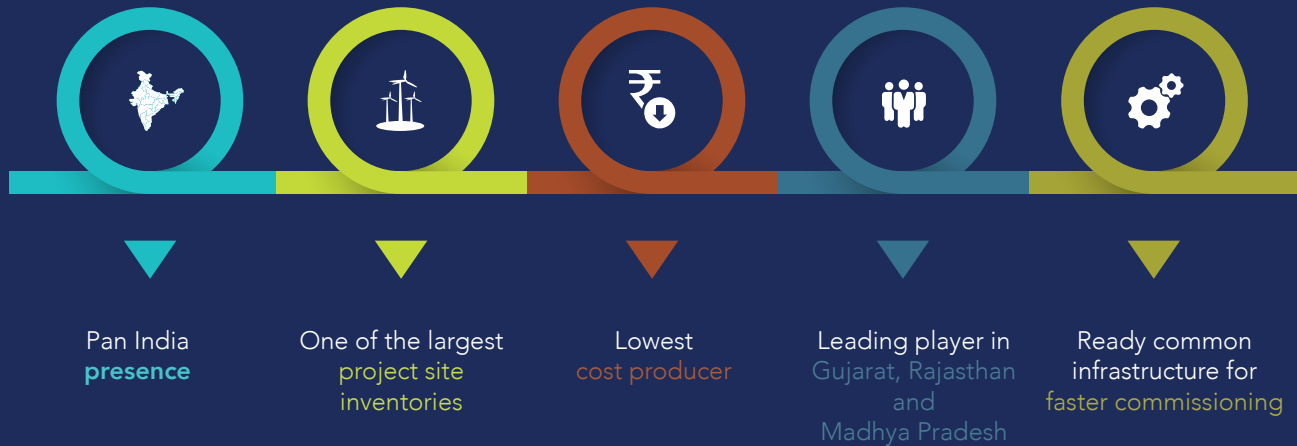 Pan India
presence
One of the largest
project site
inventories
Lowest
cost producer
Leading player in
Gujarat, Rajasthan
and
Madhya Pradesh
Ready common
infrastructure for
faster commissioning